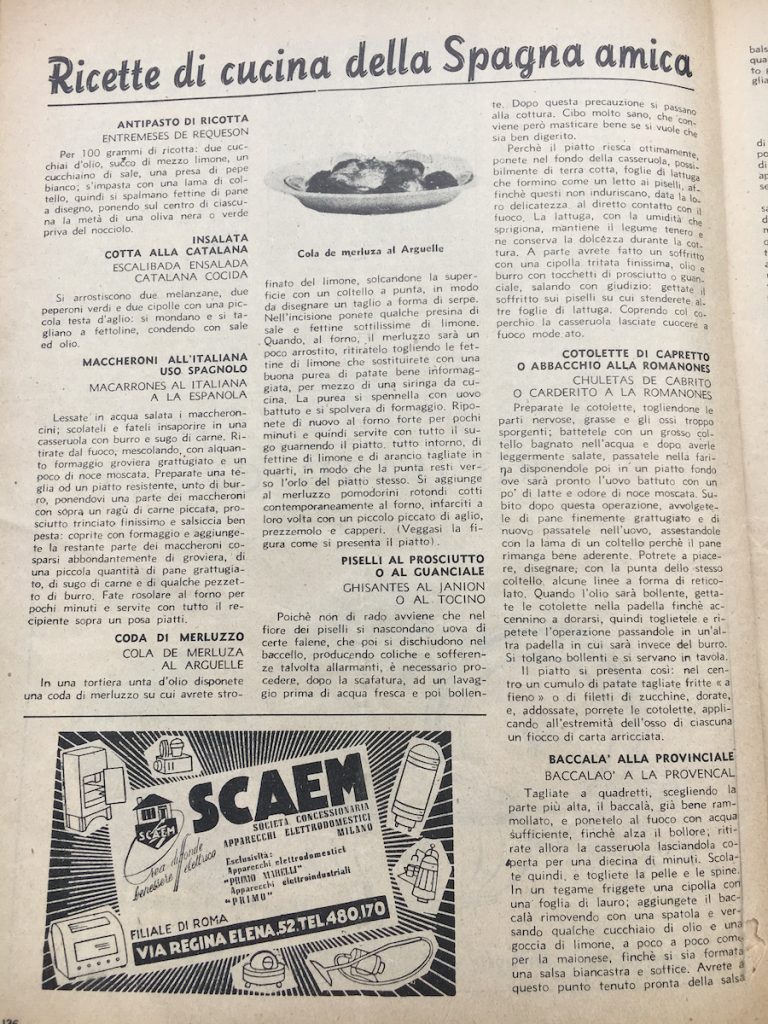 Ricette di cucina della Spagna amica
ANTIPASTO DI RICOTTA
ENTREMESES DE REQUESON
Per 100 grammi di ricotta: due cuc-
chiai d'olio, succo di mezzo limone, un
cucchiaino di sale, una presa di pepe
bianco; s'impasta con una lama di col-
tello, quindi si spalmano fettine di pane
a disegno, ponendo sul centro di ciascu-
na la metà di una oliva nera o verde
priva del nocciolo.
INSALATA
COTTA ALLA CATALANA
ESCALIBADA ENSALADA
CATALANA COCIDA
Si arrostiscono due melanzane, due
peperoni verdi e due cipolle con una pic-
cola testa d'aglio: si mondano e si ta-
gliano a fettoline, condendo con sale
ed olio.
MACCHERONI ALL'ITALIANA
USO SPAGNOLO
MACARRONES AL ITALIANA
A LA ESPANOLA
Lessate in acqua salata i maccheron-
cini; scolateli e fateli insaporire in una
casseruola con burro e sugo di carne. Ri-
tirate dal fuoco, mescolando, con alquan-
to formaggio groviera grattugiato e un
poco di noce moscata. Preparate una te-
glia od un piatto resistente, unto di bur-
ro, ponendovi una parte dei maccheroni
con sopra un ragù di carne piccata, pro-
sciutto trinciato finissimo e salsiccia ben
pesta: coprite con formaggio e aggiunge-
te la restante parte dei maccheroni co-
sparsi abbondantemente di groviera, di
una piccola quantità di pane grattugia-
to, di sugo di carne e di qualche pezzet-
to di burro. Fate rosolare al forno per
pochi minuti e servite con tutto il re-
cipiente sopra un posa piatti.
CODA DI MERLUZZO
COLA DE MERLUZA
AL ARGUELLE
In una tortiera unta d'olio disponete
una coda di merluzzo su cui avrete stro-
Cola de merluza al Arguelle
finato del limone, solcandone la super-
ficie con un coltello a punta, in modo
da disegnare un taglio a forma di serpe.
Nell'incisione ponete qualche presina di
sale e fettine sottilissime di limone.
Quando, al forno, il merluzzo sarà un
poco arrostito, ritiratelo togliendo le fet-
tine di limone che sostituirete con una
buona purea di patate bene informag-
giata, per mezzo di una siringa da cu-
cina. La purea si spennella con uovo
battuto e si spolvera di formaggio. Ripo-
nete di nuovo al forno forte per pochi
minuti e quindi servite con tutto il su-
go guarnendo il piatto, tutto intorno, di
fettine di limone e di arancio tagliate in
quarti, in modo che la punta resti ver-
so l'orlo del piatto stesso. Si aggiunge
al merluzzo pomodorini rotondi cotti
contemporaneamente al forno, infarciti a
loro volta con un piccolo piccato di aglio,
prezzemolo e capperi. (Veggasi la fi-
gura come si presenta il piatto).
PISELLI AL PROSCIUTTO
O AL GUANCIALE
GHISANTES AL JANION
O AL TOCINO
Poichè non di rado avviene che nel
fiore dei piselli si nascondano uova di
certe falene, che poi si dischiudono nel
baccello, producendo coliche e sofferen-
ze talvolta allarmanti, è necessario pro-
cedere, dopo la scafatura, ad un lavag-
gio prima di acqua fresca e poi bollen-
te. Dopo questa precauzione si passano
alla cottura. Cibo molto sano, che con-
viene però masticare bene se si vuole che
sia ben digerito.
Perchè il piatto riesca ottimamente,
ponete nel fondo della casseruola, possi-
bilmente di terra cotta, foglie di lattuga
che formino come un letto ai piselli, af-
finchè questi non induriscano, data la lo-
ro delicatezza, al diretto contatto con il
fuoco. La lattuga, con la umidità che
sprigiona, mantiene il legume tenero e
ne conserva la dolcezza durante la cot-
tura. A parte avrete fatto un soffritto
con una cipolla tritata finissima, olio e
burro con tocchetti di prosciutto o guan-
ciale, salando con giudizio: gettate il
soffritto sui piselli su cui stenderete al-
tre foglie di lattuga. Coprendo col co-
perchio la casseruola lasciate cuocere a
fuoco moderato.
COTOLETTE DI CAPRETTO
O ABBACCHIO ALLA ROMANONES
CHULETAS DE CABRITO
O CARDERITO A LA ROMANONES
Preparate le cotolette, togliendone le
parti nervose, grasse e gli ossi troppo
sporgenti; battetele con un grosso col-
tello bagnato nell'acqua e dopo averle
leggermente salate, passatele nella fari-
na disponendole poi in un piatto fondo
ove sarà pronto l'uovo battuto con un
po' di latte e odore di noce moscata. Su-
bito dopo questa operazione, avvolgete-
le di pane finemente grattugiato e di
nuovo passatele nell'uovo, assestandole
con la lama di un coltello perchè il pane
rimanga bene aderente. Potrete a piace-
re, disegnare, con la punta dello stesso
coltello, alcune linee a forma di retico-
lato. Quando l'olio sarà bollente, getta-
te le cotolette nella padella finchè ac-
cennino a dorarsi, quindi toglietele e ri-
petete l'operazione passandole in un'al-
tra padella in cui sarà invece del burro.
Si tolgano bollenti e si servano in tavola.
Il piatto si presenta così: nel cen-
tro un cumulo di patate tagliate fritte « a
fieno » o di filetti di zucchine, dorate,
e, addossate, porrete le cotolette, appli-
cando all'estremità dell'osso di ciascuna
un fiocco di carta arricciata.
BACCALA' ALLA PROVINCIALE
BACCALAO' A LA PROVENCAL
Tagliate a quadretti, scegliendo la
parte più alta, il baccalà, già bene ram-
mollato, e ponetelo al fuoco con acqua
sufficiente, finchè alza il bollore; riti-
rate allora la casseruola lasciandola co-
perta per una diecina di minuti. Scola-
te quindi, e togliete la pelle e le spine.
In un tegame friggete una cipolla con
una foglia di lauro; aggiungete il bac-
calà rimovendo con una spatola e ver-
sando qualche cucchiaio di olio e una
goccia di limone, a poco a poco come
per la maionese, finchè si sia formata
una salsa biancastra e soffice. Avrete a
questo punto tenuto pronta della salsa
SCAEM
SOCIETÀ CONCESSIONARIA
APPARECCHI ELETTRODOMESTICI
MILANO
SCAEM
Crea diffonde
benessere elettrico
Esclusività:
Apparecchi elettrodomestici
"PRIMO MARELLI"
Apparecchi elettroindustriali
"PRIMO"
FILIALE DI ROMA
VIA REGINA ELENA, 52. TEL 480,170
136